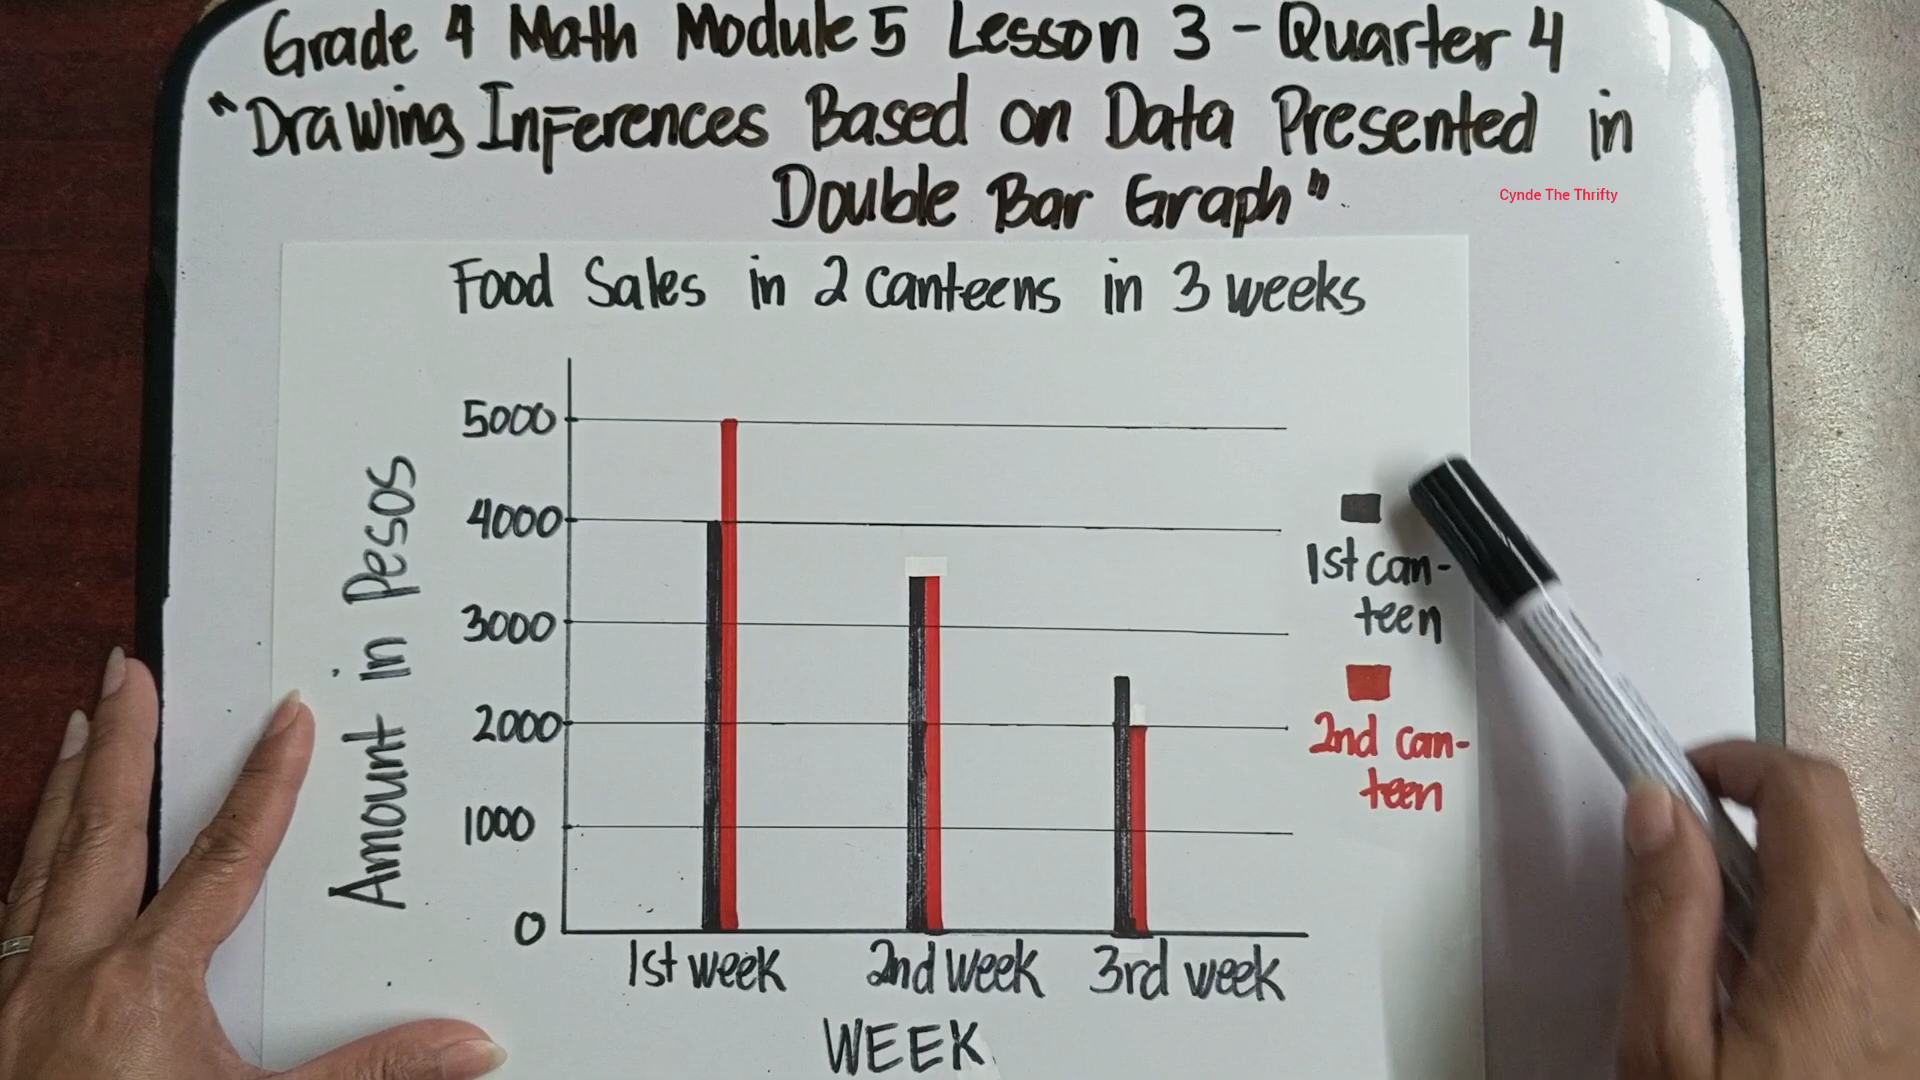 Grade 4 Math Module 5 Lesson 3 - Quarter 4
"Drawing Inferences Based on Data Presented in
Double Bar Graph"
Cynde The Thrifty
Food Sales in 2 canteens in 3 weeks
Amount in Pesos
5000
4000
3000
2000
1000
0
1st can-
teen
2nd can-
teen
1st week 2nd week 3rd week
WEEK